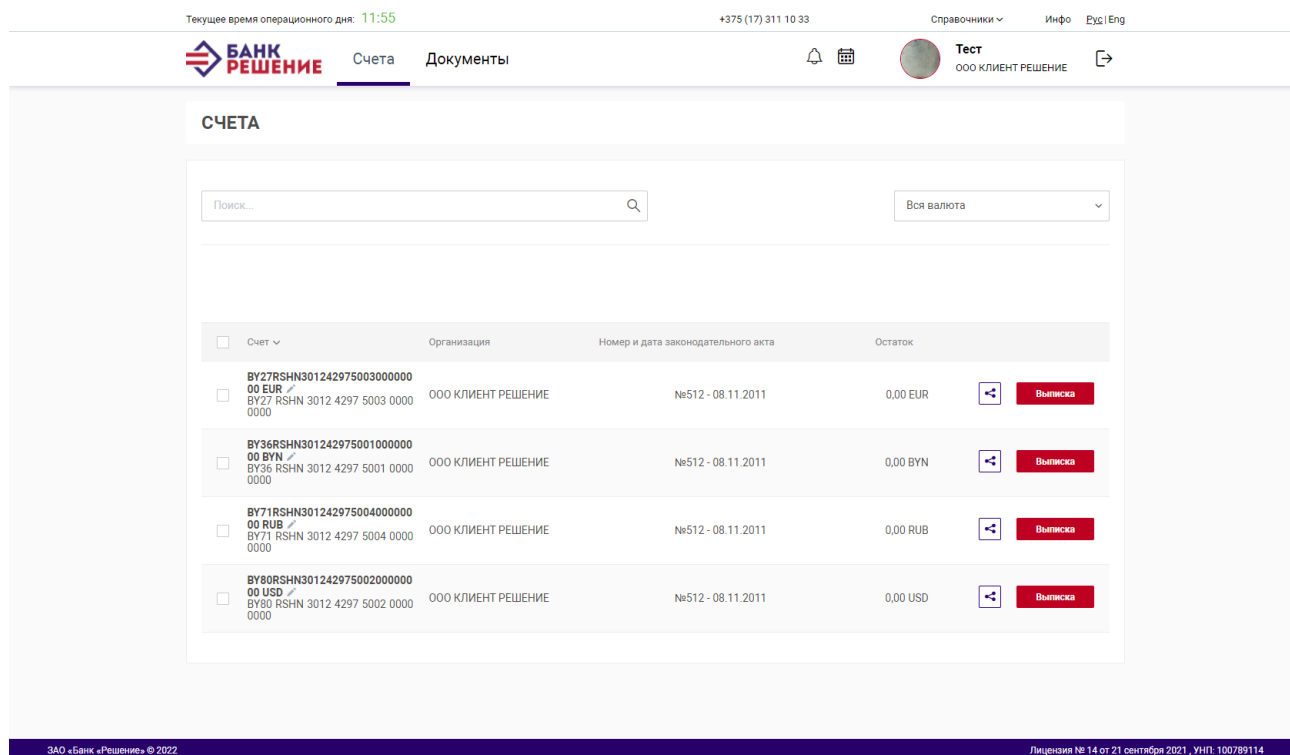 Текущее время операционного дня: 11:55 +375 (17) 311 10 33 Справочники Инфо Рус | Eng
БАНК
РЕШЕНИЕ
Счета Документы
Тест
ООО КЛИЕНТ РЕШЕНИЕ
СЧЕТА
Поиск... Вся валюта
Счет Организация Номер и дата законодательного акта Остаток
BY27RSHN301242975003000000
00 EUR
BY27 RSHN 3012 4297 5003 0000
0000
ООО КЛИЕНТ РЕШЕНИЕ №512 - 08.11.2011 0,00 EUR Выписка
BY36RSHN301242975001000000
00 BYN
BY36 RSHN 3012 4297 5001 0000
0000
ООО КЛИЕНТ РЕШЕНИЕ №512 - 08.11.2011 0,00 BYN Выписка
BY71RSHN301242975004000000
00 RUB
BY71 RSHN 3012 4297 5004 0000
0000
ООО КЛИЕНТ РЕШЕНИЕ №512 - 08.11.2011 0,00 RUB Выписка
BY80RSHN301242975002000000
00 USD
BY80 RSHN 3012 4297 5002 0000
0000
ООО КЛИЕНТ РЕШЕНИЕ №512 - 08.11.2011 0,00 USD Выписка
ЗАО «Банк «Решение» © 2022 Лицензия № 14 от 21 сентября 2021 , УНП: 100789114